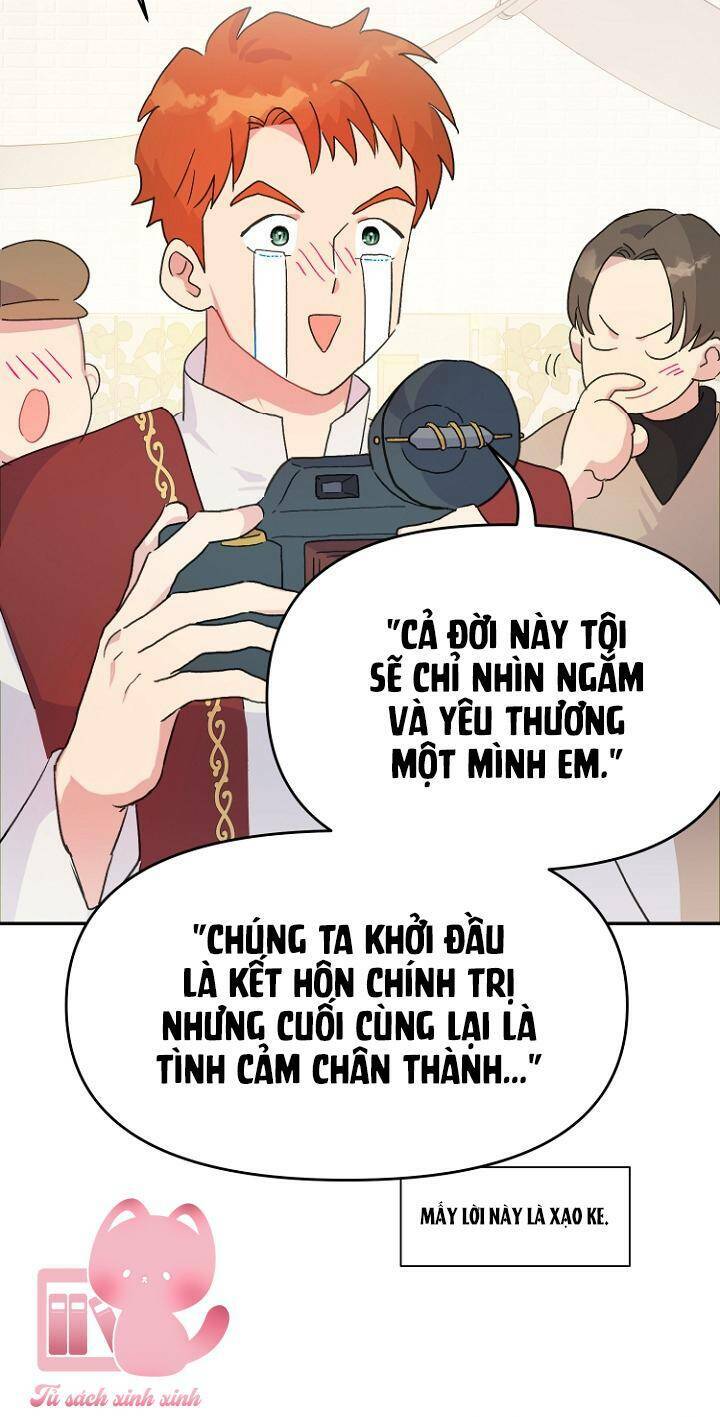 "CẢ ĐỜI NÀY TÔI
SẼ CHỈ NHÌN NGẮM
VÀ YÊU THƯƠNG
MỘT MÌNH EM."
"CHÚNG TA KHỞI ĐẦU
LÀ KẾT HÔN CHÍNH TRỊ
NHƯNG CUỐI CÙNG LẠI LÀ
TÌNH CẢM CHÂN THÀNH..."
MẤY LỜI NÀY LÀ XẠO KE.
Tủ sách xinh xinh